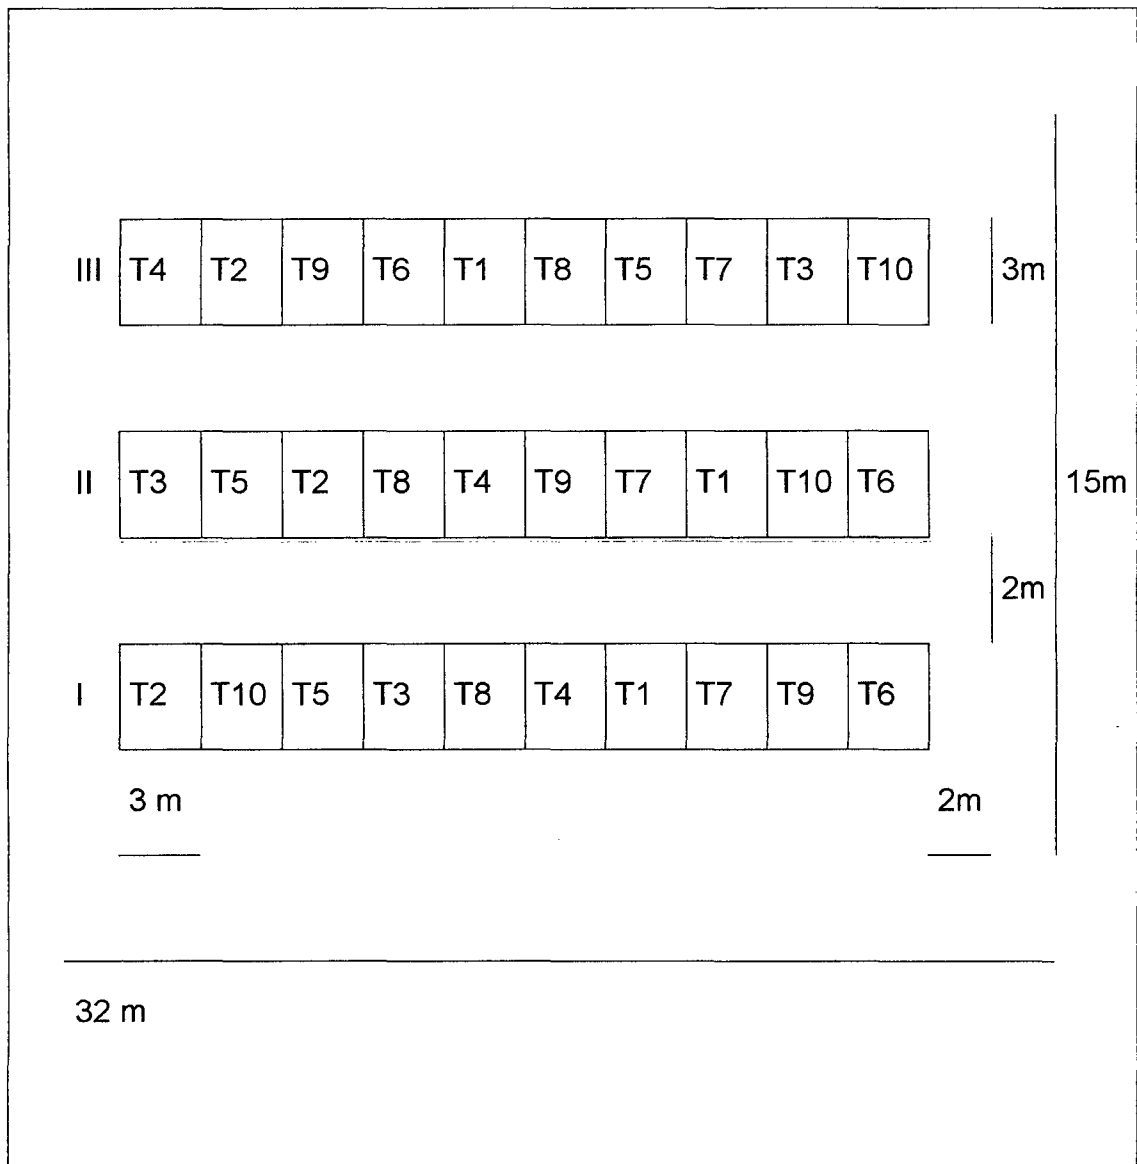 III T4 T2 T9 T6 T1 T8 T5 T7 T3 T10 3m
II T3 T5 T2 T8 T4 T9 T7 T1 T10 T6 15m
2m
I T2 T10 T5 T3 T8 T4 T1 T7 T9 T6
3 m 2m
32 m